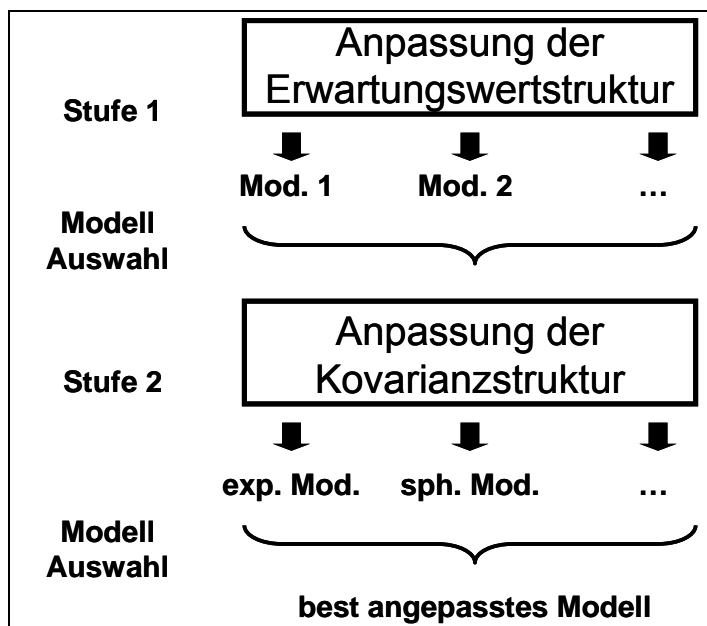 Anpassung der
Erwartungswertstruktur
Stufe 1
Mod. 1 Mod. 2 ...
Modell
Auswahl
Anpassung der
Kovarianzstruktur
Stufe 2
exp. Mod. sph. Mod. ...
Modell
Auswahl
best angepasstes Modell